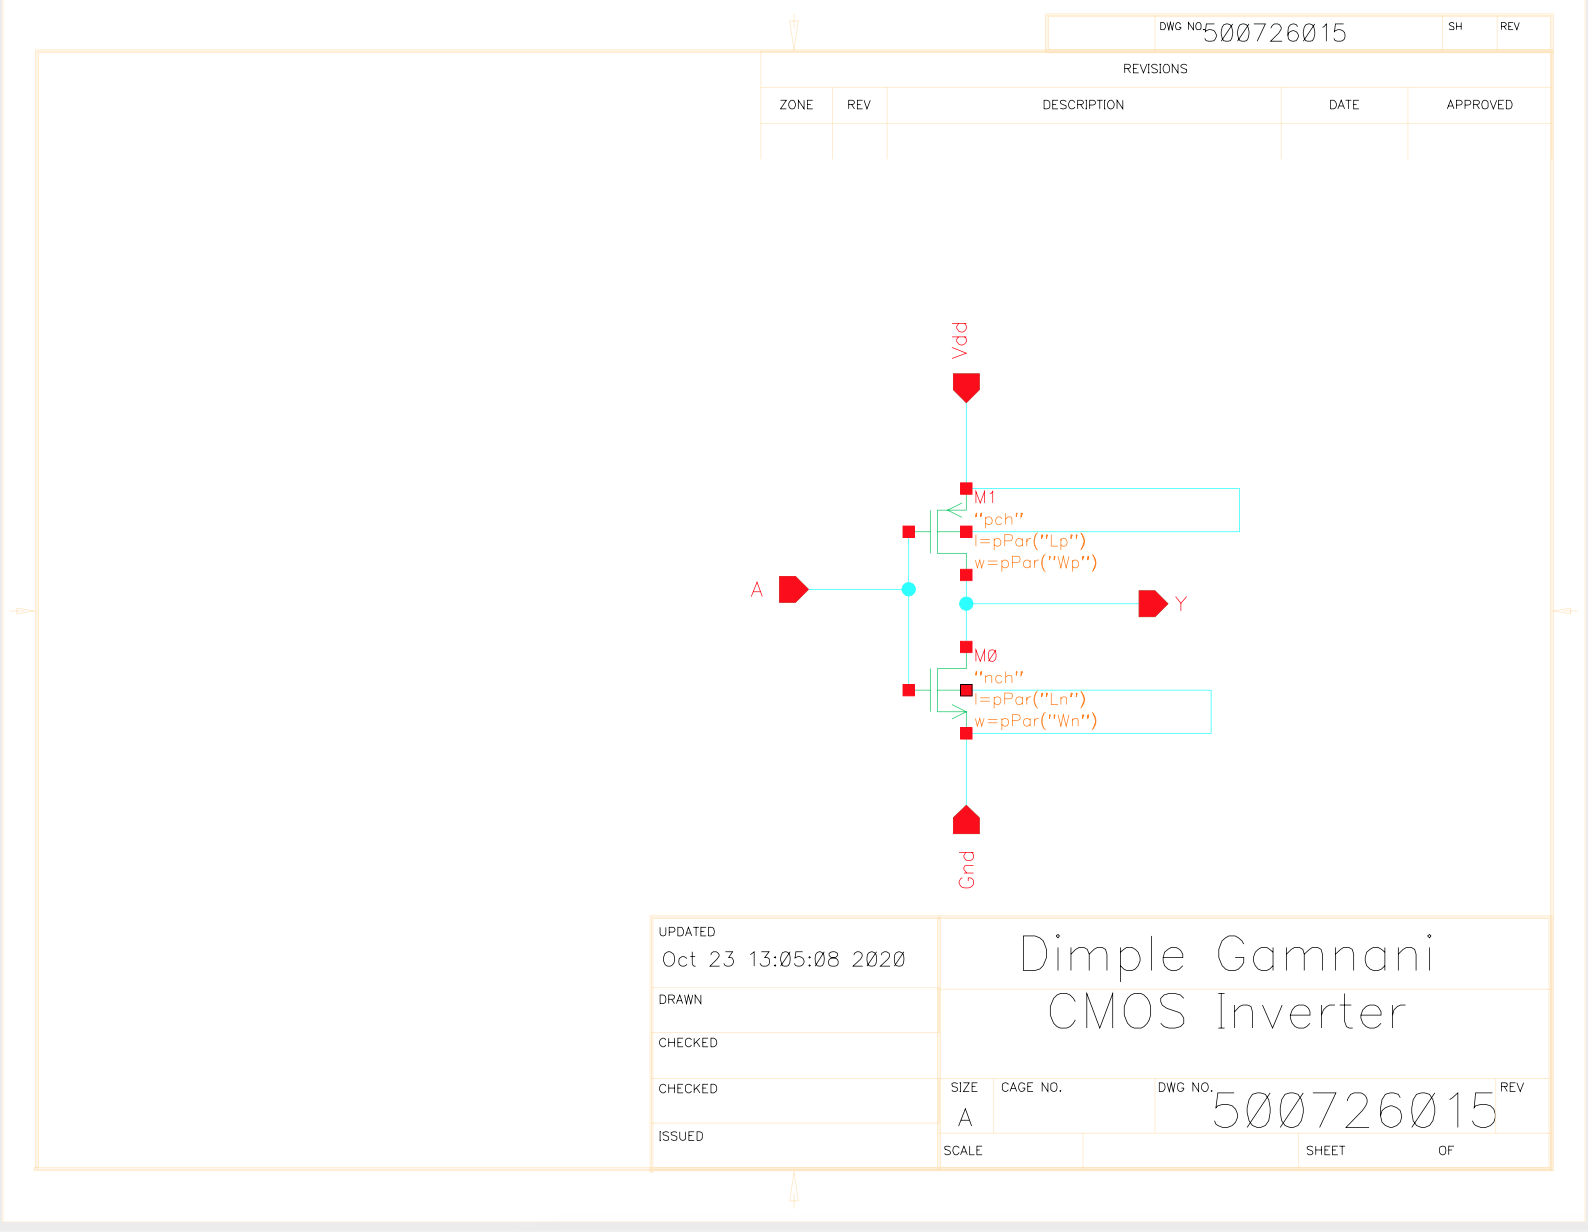 DWG NO. 500726015 SH REV
REVISIONS
ZONE REV DESCRIPTION DATE APPROVED
Vdd
M1
"pch"
l=pPar("Lp")
w=pPar("Wp")
A
Y
M0
"nch"
l=pPar("Ln")
w=pPar("Wn")
Gnd
UPDATED
Oct 23 13:05:08 2020
DRAWN
CHECKED
CHECKED
ISSUED
Dimple Gamnani
CMOS Inverter
SIZE CAGE NO. DWG NO. REV
A 500726015
SCALE SHEET OF